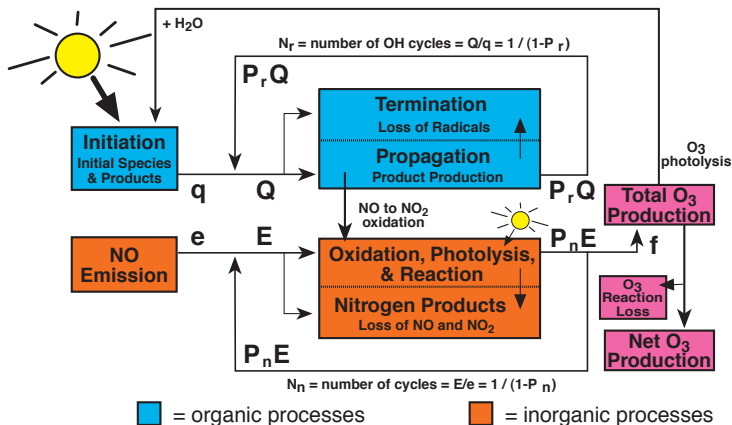 + H2O
Nr = number of OH cycles = Q/q = 1 / (1-P r)
PrQ
Termination
Loss of Radicals
Propagation
Product Production
Initiation
Initial Species
& Products
q
Q
PrQ
O3
photolysis
NO to NO2
oxidation
Total O3
Production
e
E
PnE
f
NO
Emission
Oxidation, Photolysis,
& Reaction
Nitrogen Products
Loss of NO and NO2
O3
Reaction
Loss
PnE
Net O3
Production
Nn = number of cycles = E/e = 1 / (1-P n)
= organic processes
= inorganic processes